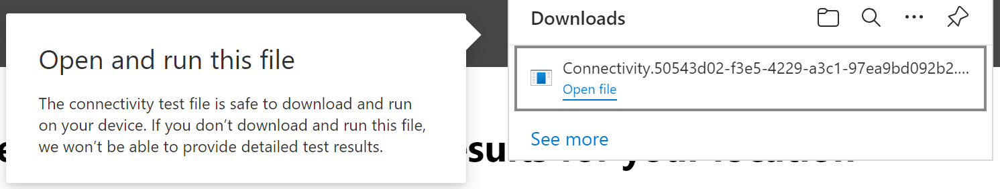 Open and run this file
The connectivity test file is safe to download and run
on your device. If you don’t download and run this file,
we won’t be able to provide detailed test results.
Downloads
Connectivity.50543d02-f3e5-4229-a3c1-97ea9bd092b2....
Open file
See more
for your location